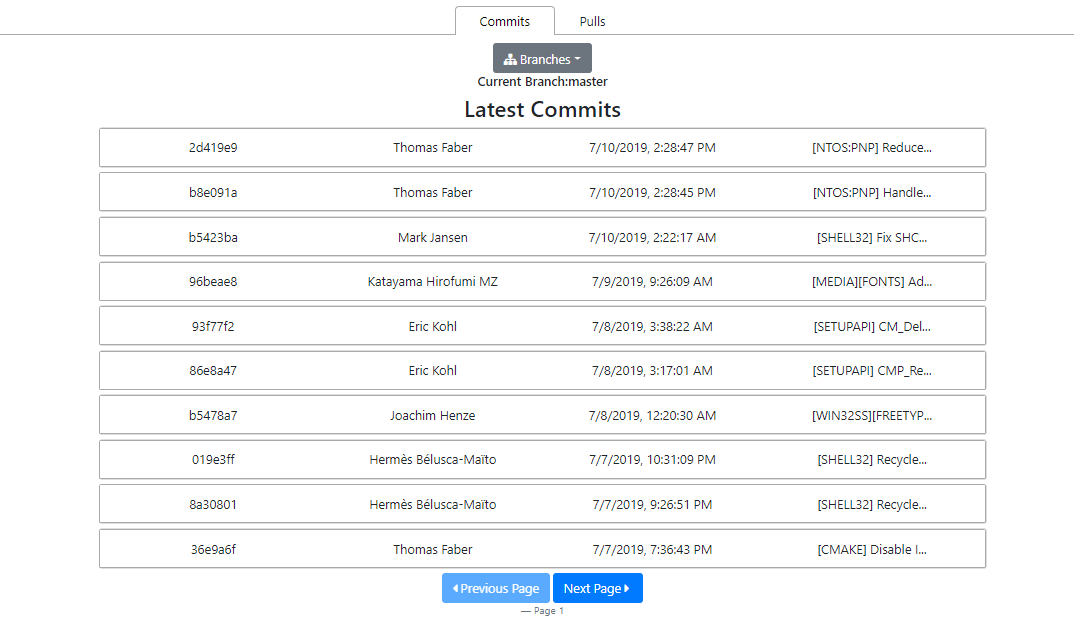 Commits Pulls
Branches
Current Branch:master
Latest Commits
2d419e9 Thomas Faber 7/10/2019, 2:28:47 PM [NTOS:PNP] Reduce...
b8e091a Thomas Faber 7/10/2019, 2:28:45 PM [NTOS:PNP] Handle...
b5423ba Mark Jansen 7/10/2019, 2:22:17 AM [SHELL32] Fix SHC...
96beae8 Katayama Hirofumi MZ 7/9/2019, 9:26:09 AM [MEDIA][FONTS] Ad...
93f77f2 Eric Kohl 7/8/2019, 3:38:22 AM [SETUPAPI] CM_Del...
86e8a47 Eric Kohl 7/8/2019, 3:17:01 AM [SETUPAPI] CMP_Re...
b5478a7 Joachim Henze 7/8/2019, 12:20:30 AM [WIN32SS][FREETYP...
019e3ff Hermès Bélusca-Maïto 7/7/2019, 10:31:09 PM [SHELL32] Recycle...
8a30801 Hermès Bélusca-Maïto 7/7/2019, 9:26:51 PM [SHELL32] Recycle...
36e9a6f Thomas Faber 7/7/2019, 7:36:43 PM [CMAKE] Disable I...
Previous Page Next Page
— Page 1